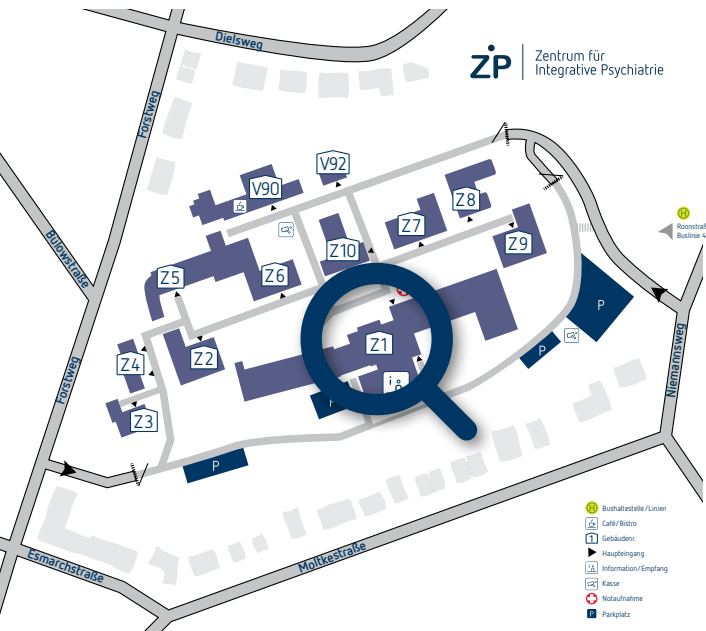 Dielsweg
ZIP
Zentrum für
Integrative Psychiatrie
Forstweg
V92
V90
Z8
Z7
Z10
Z9
H
Roonstraße
Buslinie 4
Bülowstraße
Z5
Z6
P
Z1
Z2
P
Z4
Forstweg
Niemannsweg
i
Z3
P
Esmarchstraße
Moltkestraße
H Bushaltestelle/Linien
Café/Bistro
1 Gebäudenr.
Haupteingang
i Information/Empfang
Kasse
Notaufnahme
P Parkplatz